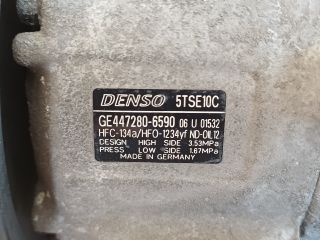 DENSO 5TSE10C
GE447280-6590 06 U 01532
HFC-134a/HFO-1234yf ND-OIL12
DESIGN HIGH SIDE 3.53MPa
PRESS LOW SIDE 1.67MPa
MADE IN GERMANY